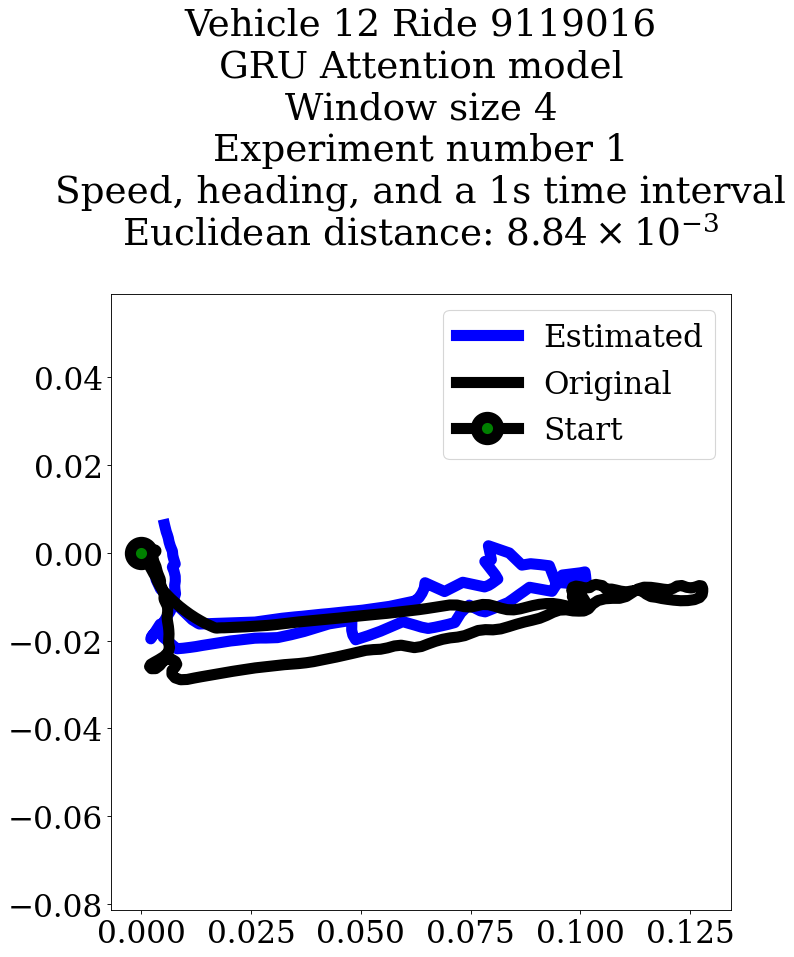 Vehicle 12 Ride 9119016
GRU Attention model
Window size 4
Experiment number 1
Speed, heading, and a 1s time interval
Euclidean distance: 8.84 × 10⁻³
Estimated
Original
Start
0.04
0.02
0.00
−0.02
−0.04
−0.06
−0.08
0.000 0.025 0.050 0.075 0.100 0.125